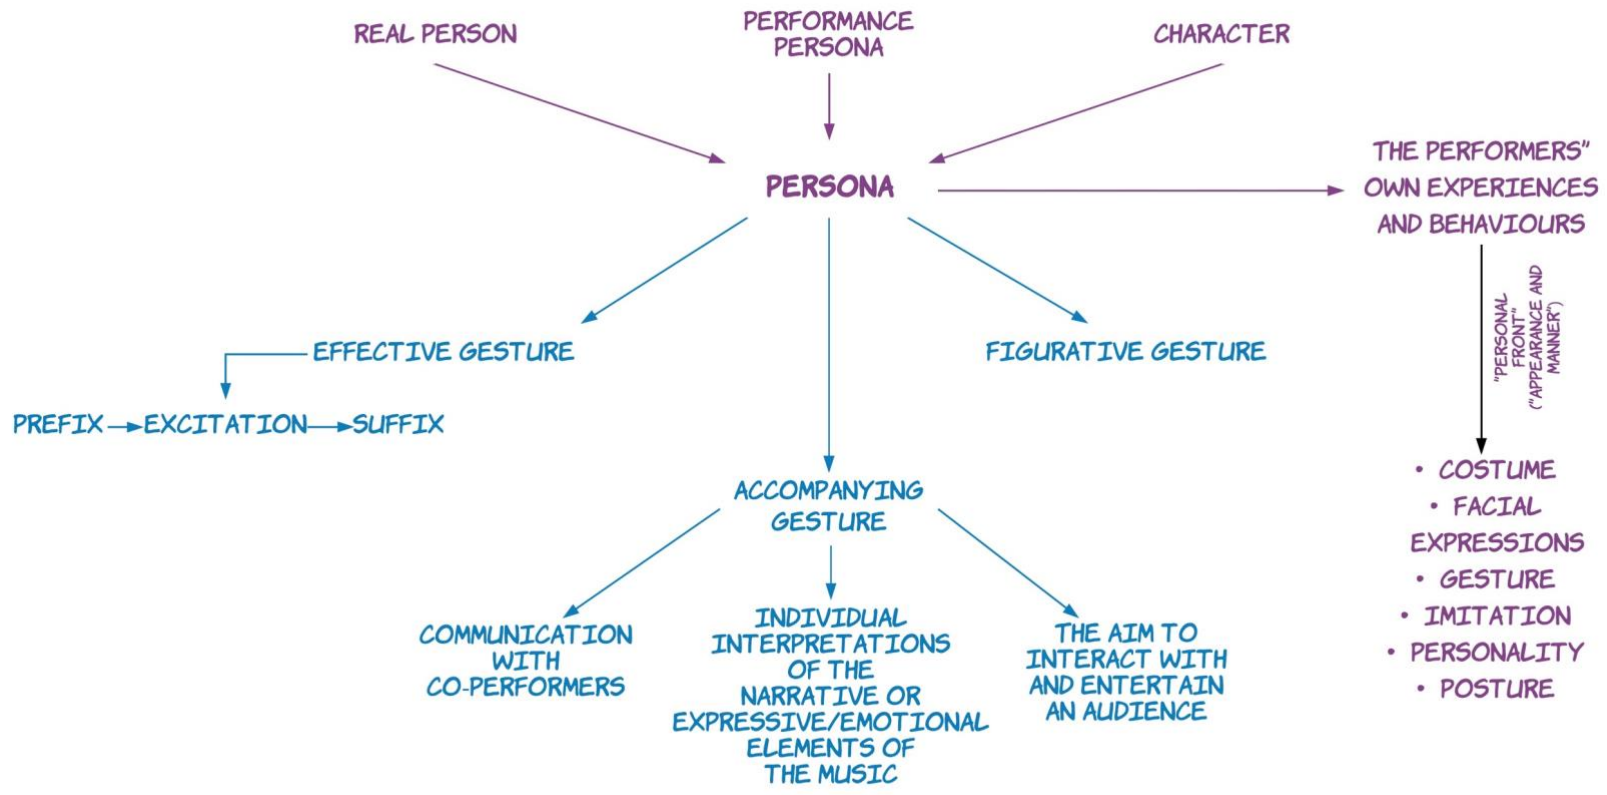 REAL PERSON
PERFORMANCE
PERSONA
CHARACTER
PERSONA
THE PERFORMERS"
OWN EXPERIENCES
AND BEHAVIOURS
"PERSONAL
FRONT"
("APPEARANCE AND
MANNER")
EFFECTIVE GESTURE
FIGURATIVE GESTURE
PREFIX
EXCITATION
SUFFIX
ACCOMPANYING
GESTURE
• COSTUME
• FACIAL
EXPRESSIONS
• GESTURE
• IMITATION
• PERSONALITY
• POSTURE
COMMUNICATION
WITH
CO-PERFORMERS
INDIVIDUAL
INTERPRETATIONS
OF THE
NARRATIVE OR
EXPRESSIVE/EMOTIONAL
ELEMENTS OF
THE MUSIC
THE AIM TO
INTERACT WITH
AND ENTERTAIN
AN AUDIENCE